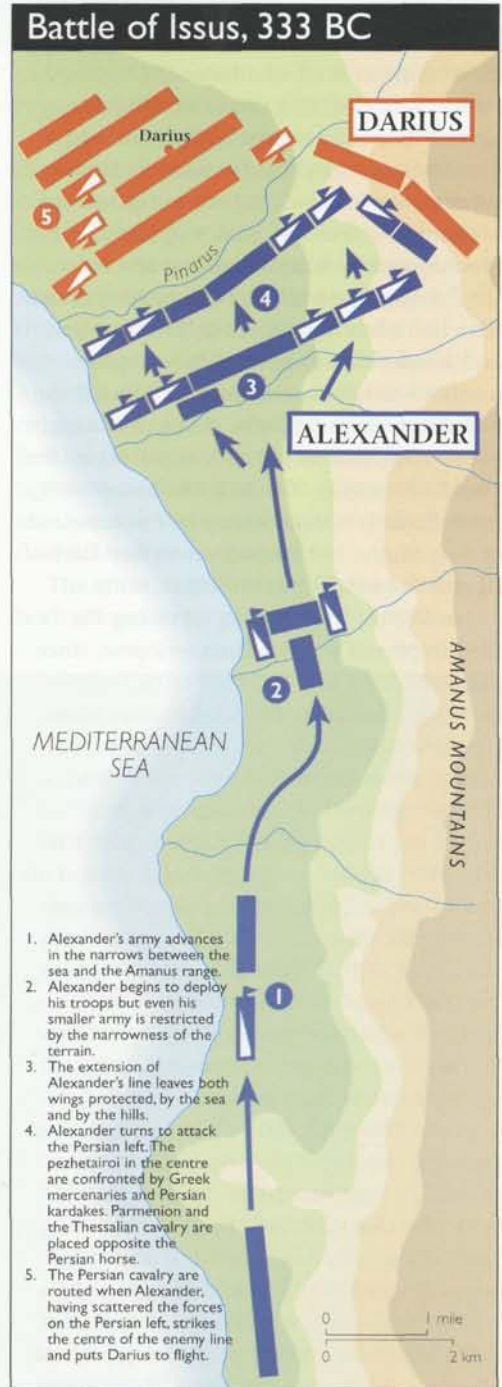 Battle of Issus, 333 BC
DARIUS
Darius
5
Pinarus
4
3
ALEXANDER
2
MEDITERRANEAN
SEA
AMANUS MOUNTAINS
1
1. Alexander's army advances
in the narrows between the
sea and the Amanus range.
2. Alexander begins to deploy
his troops but even his
smaller army is restricted
by the narrowness of the
terrain.
3. The extension of
Alexander's line leaves both
wings protected, by the sea
and by the hills.
4. Alexander turns to attack
the Persian left. The
pezhetairoi in the centre
are confronted by Greek
mercenaries and Persian
kardakes. Parmenion and
the Thessalian cavalry are
placed opposite the
Persian horse.
5. The Persian cavalry are
routed when Alexander,
having scattered the forces
on the Persian left, strikes
the centre of the enemy line
and puts Darius to flight.
0 1 mile
0 2 km